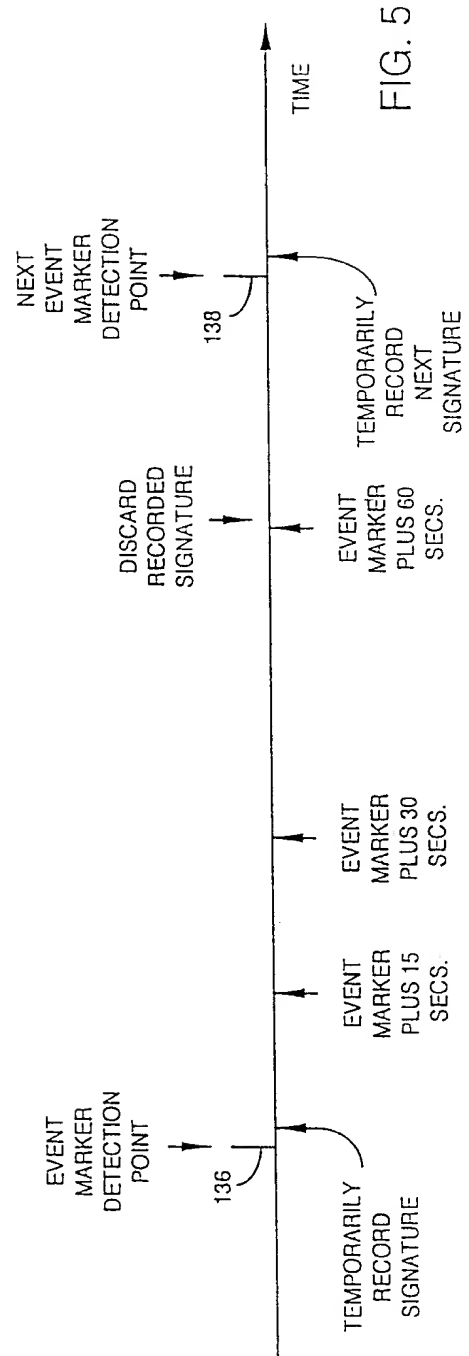 EVENT
MARKER
DETECTION
POINT
136
TEMPORARILY
RECORD
SIGNATURE
EVENT
MARKER
PLUS 15
SECS.
EVENT
MARKER
PLUS 30
SECS.
DISCARD
RECORDED
SIGNATURE
EVENT
MARKER
PLUS 60
SECS.
NEXT
EVENT
MARKER
DETECTION
POINT
138
TEMPORARILY
RECORD
NEXT
SIGNATURE
TIME
FIG. 5